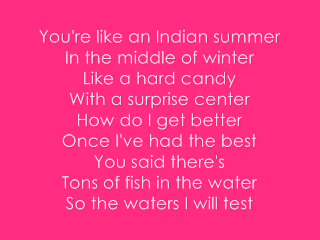 You're like an Indian summer
In the middle of winter
Like a hard candy
With a surprise center
How do I get better
Once I've had the best
You said there's
Tons of fish in the water
So the waters I will test